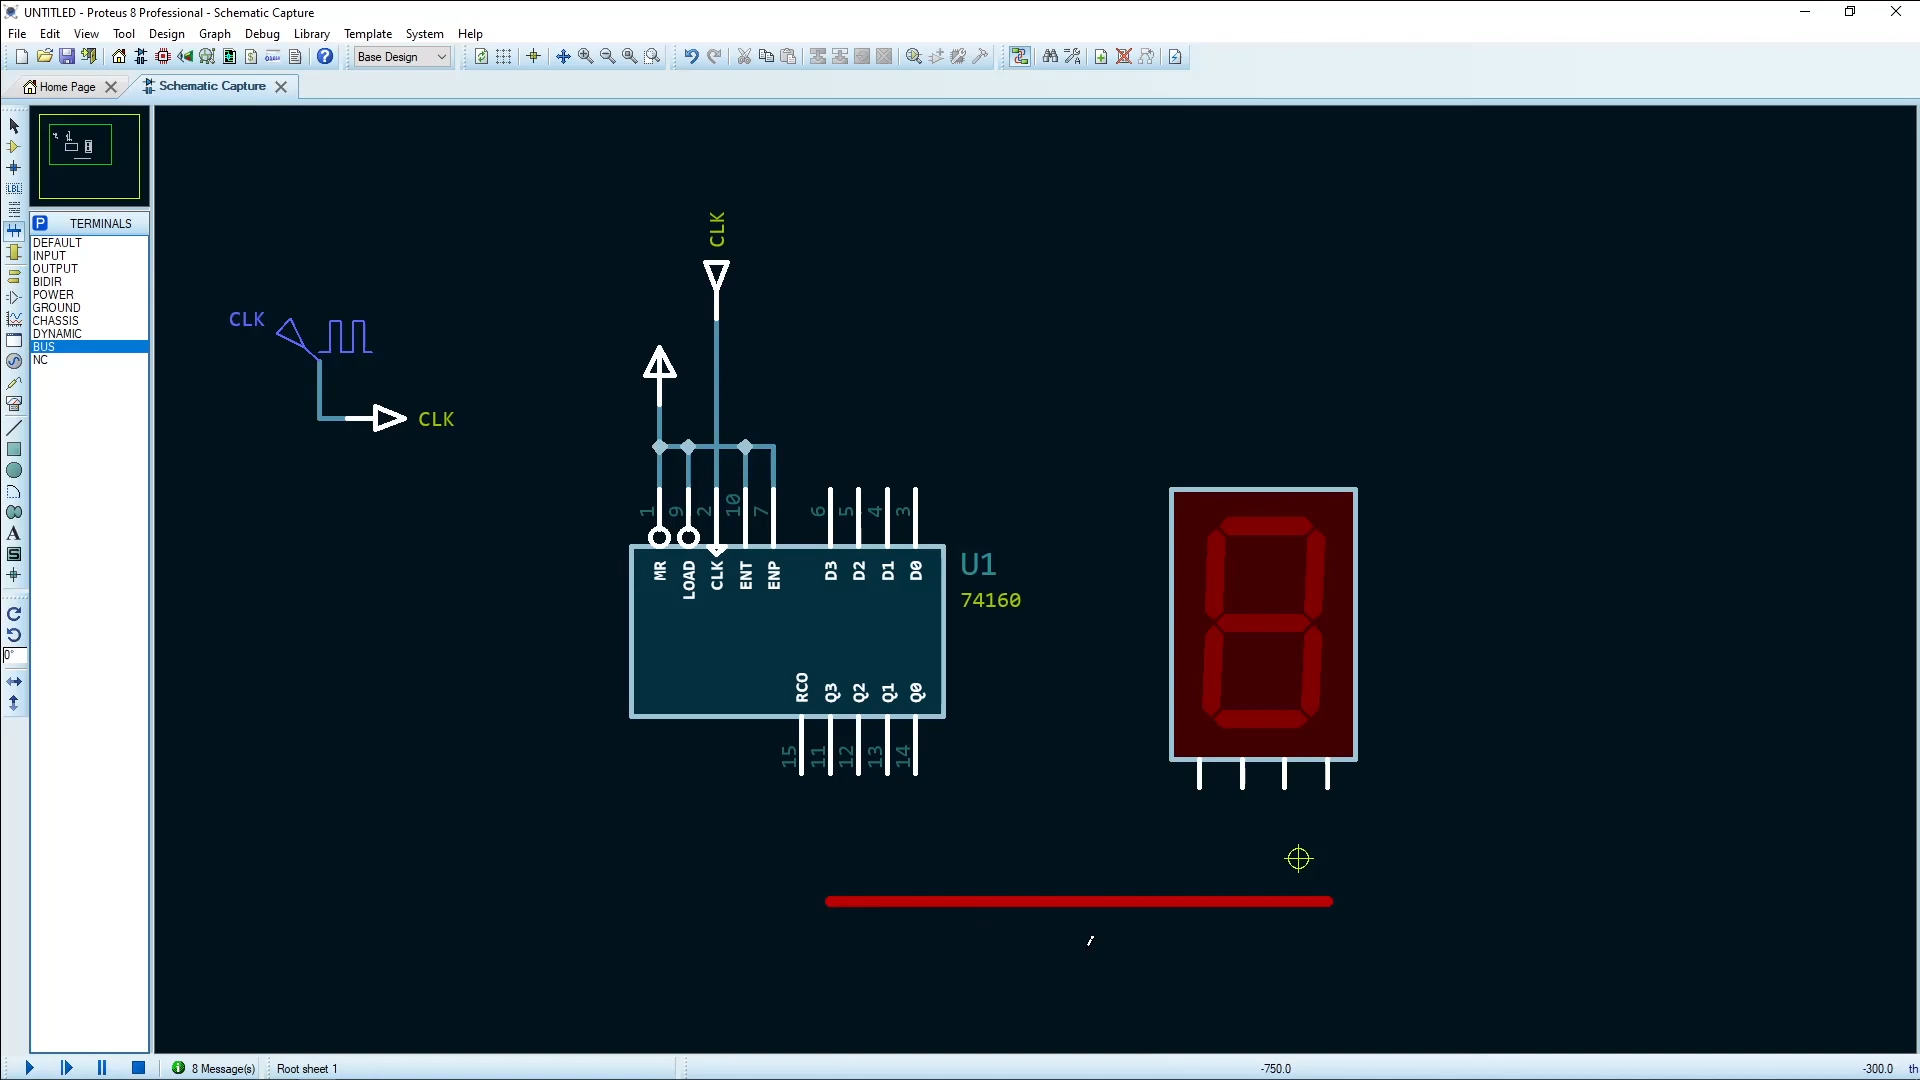 UNTITLED - Proteus 8 Professional - Schematic Capture
File Edit View Tool Design Graph Debug Library Template System Help
Base Design
Home Page Schematic Capture
P TERMINALS
DEFAULT
INPUT
OUTPUT
BIDIR
POWER
GROUND
CHASSIS
DYNAMIC
BUS
NC
LBL
A
S
0°
CLK
CLK
CLK
1 9 2 10 7 6 5 4 3
MR LOAD CLK ENT ENP D3 D2 D1 D0
U1
74160
RCO Q3 Q2 Q1 Q0
15 11 12 13 14
8 Message(s) Root sheet 1 -750.0 -300.0 th